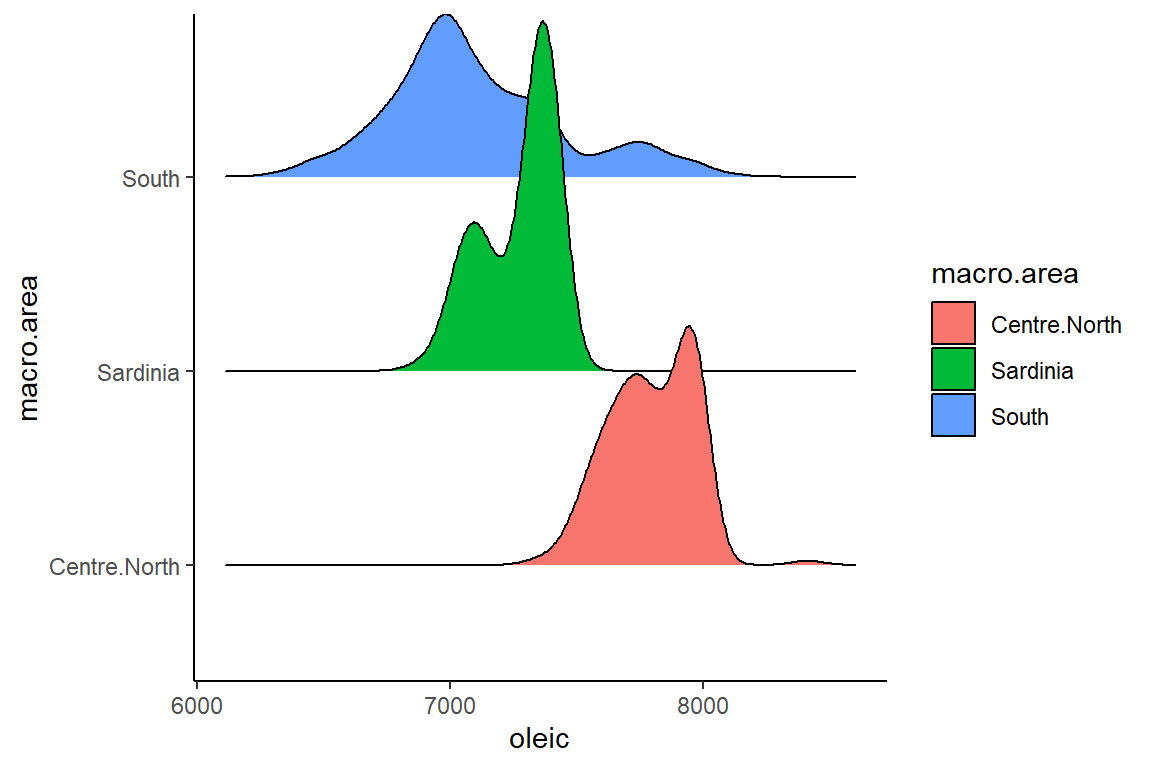 macro.area
South
Sardinia
Centre.North
6000
7000
8000
oleic
macro.area
Centre.North
Sardinia
South